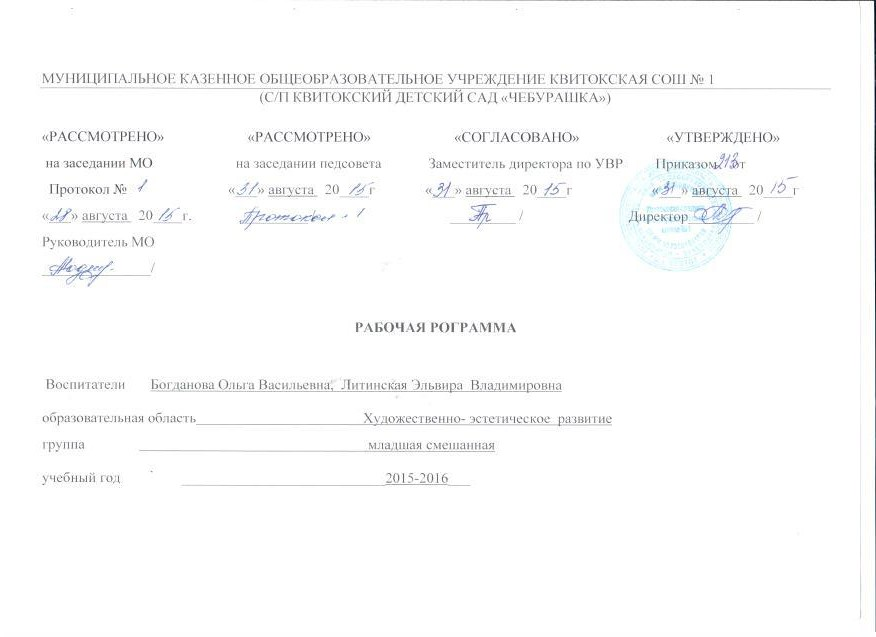 МУНИЦИПАЛЬНОЕ КАЗЕННОЕ ОБЩЕОБРАЗОВАТЕЛЬНОЕ УЧРЕЖДЕНИЕ КВИТОКСКАЯ СОШ № 1
(С/П КВИТОКСКИЙ ДЕТСКИЙ САД «ЧЕБУРАШКА»)
«РАССМОТРЕНО» «РАССМОТРЕНО» «СОГЛАСОВАНО» «УТВЕРЖДЕНО»
на заседании МО на заседании педсовета Заместитель директора по УВР Приказом 213 от
Протокол № 1 «31» августа 20 15 г «31» августа 20 15 г «31» августа 20 15 г
«28» августа 20 15 г. Протокол - 1 / Директор /
Руководитель МО
/
РАБОЧАЯ РОГРАММА
Воспитатели Богданова Ольга Васильевна, Литинская Эльвира Владимировна
образовательная область Художественно- эстетическое развитие
группа младшая смешанная
учебный год 2015-2016